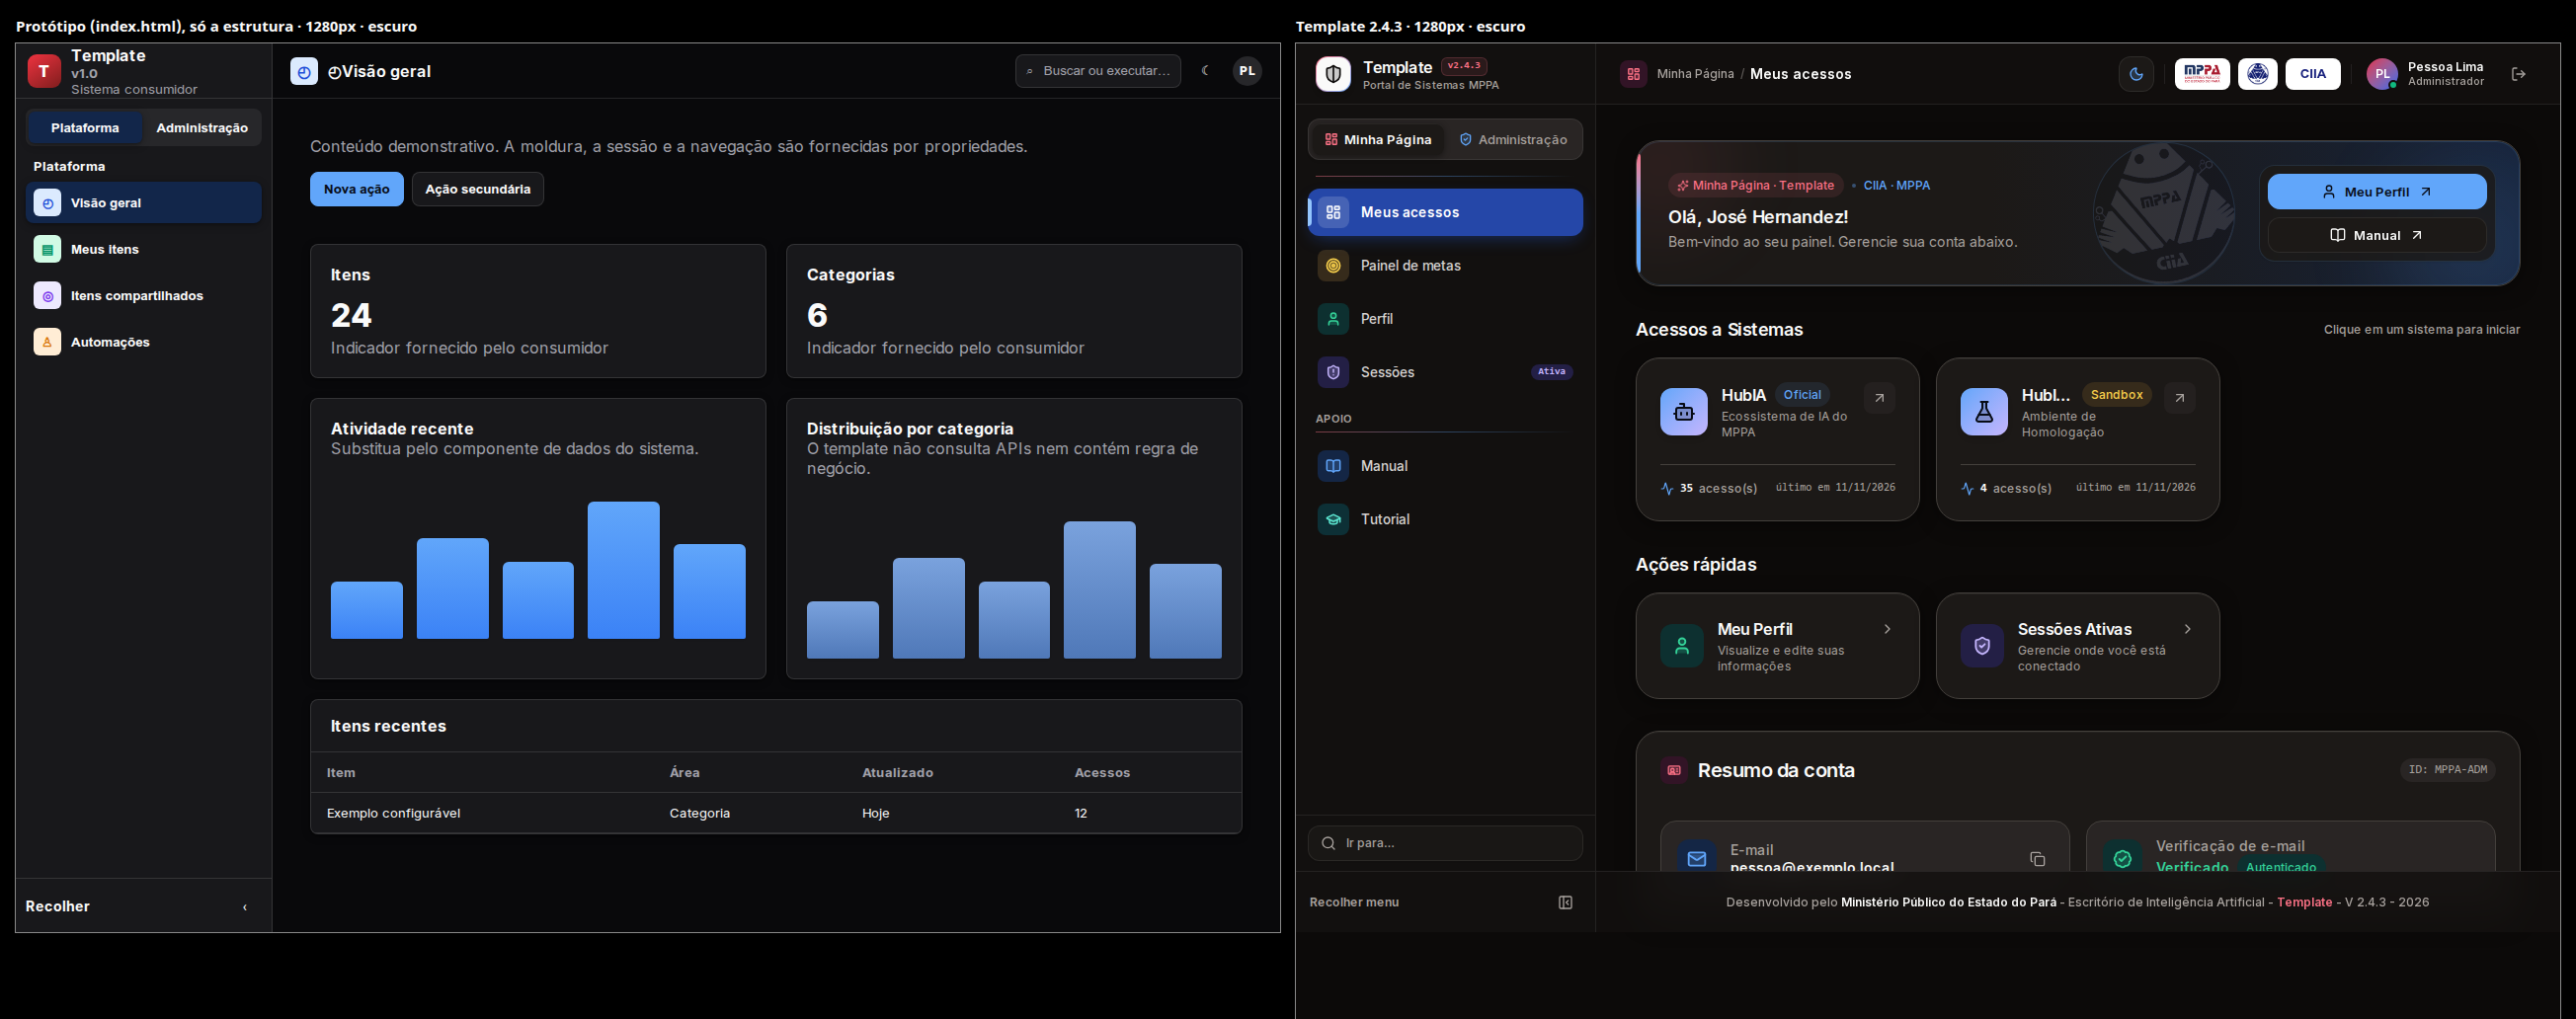 Protótipo (index.html), só a estrutura · 1280px · escuro
T
Template
v1.0
Sistema consumidor
Plataforma
Administração
Plataforma
Visão geral
Meus itens
Itens compartilhados
Automações
Recolher
Visão geral
Buscar ou executar...
PL
Conteúdo demonstrativo. A moldura, a sessão e a navegação são fornecidas por propriedades.
Nova ação
Ação secundária
Itens
24
Indicador fornecido pelo consumidor
Categorias
6
Indicador fornecido pelo consumidor
Atividade recente
Substitua pelo componente de dados do sistema.
Distribuição por categoria
O template não consulta APIs nem contém regra de
negócio.
Itens recentes
Item Área Atualizado Acessos
Exemplo configurável Categoria Hoje 12
Template 2.4.3 · 1280px · escuro
Template v2.4.3
Portal de Sistemas MPPA
Minha Página
Administração
Meus acessos
Painel de metas
Perfil
Sessões Ativa
APOIO
Manual
Tutorial
Ir para...
Recolher menu
Minha Página / Meus acessos
MPPA
CIIA
PL
Pessoa Lima
Administrador
Minha Página · Template • CIIA · MPPA
Olá, José Hernandez!
Bem-vindo ao seu painel. Gerencie sua conta abaixo.
MPPA
CiiA
Meu Perfil
Manual
Acessos a Sistemas
Clique em um sistema para iniciar
HubIA Oficial
Ecossistema de IA do
MPPA
35 acesso(s) último em 11/11/2026
HubI... Sandbox
Ambiente de
Homologação
4 acesso(s) último em 11/11/2026
Ações rápidas
Meu Perfil
Visualize e edite suas
informações
Sessões Ativas
Gerencie onde você está
conectado
Resumo da conta
ID: MPPA-ADM
E-mail
pessoa@exemplo.local
Verificação de e-mail
Verificado Autenticado
Desenvolvido pelo Ministério Público do Estado do Pará - Escritório de Inteligência Artificial - Template - V 2.4.3 - 2026